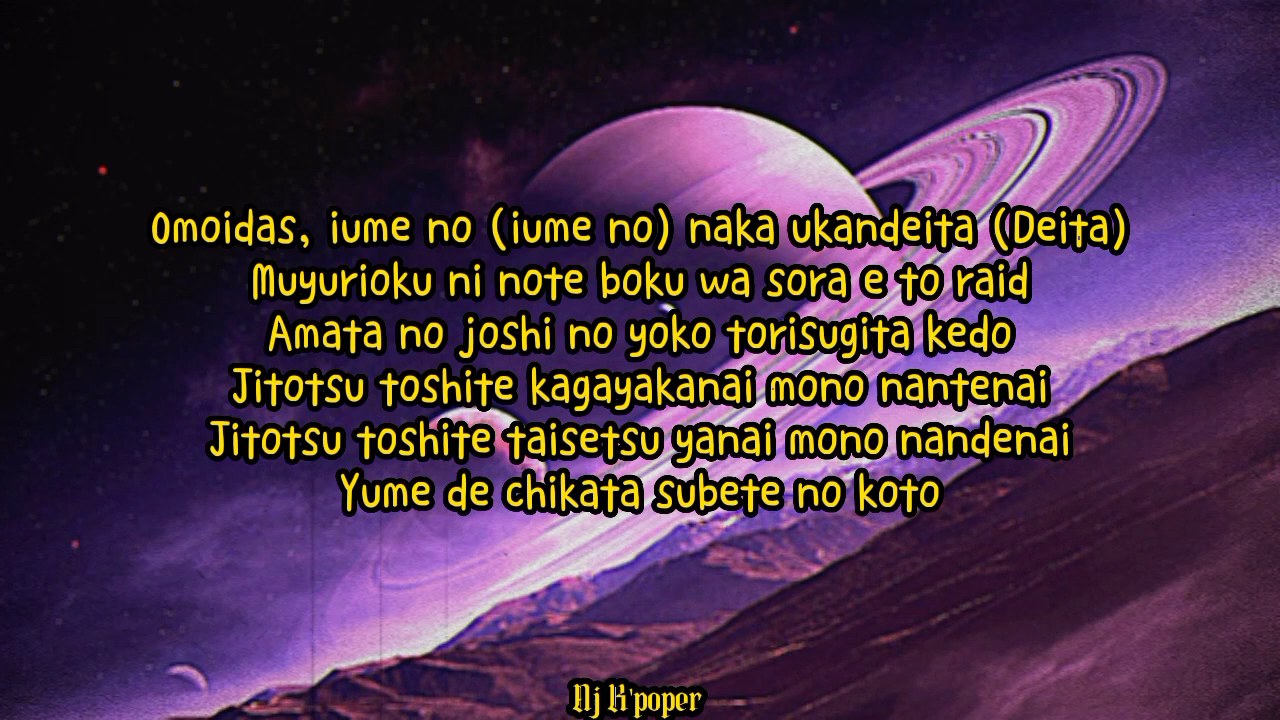 Omoidas, iume no (iume no) naka ukandeita (Deita)
Muyurioku ni note boku wa sora e to raid
Amata no joshi no yoko torisugita kedo
Jitotsu toshite kagayakanai mono nantenai
Jitotsu toshite taisetsu yanai mono nandenai
Yume de chikata subete no koto
Nj K'poper